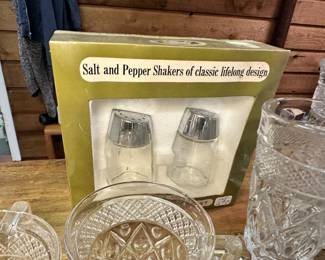 Salt and Pepper Shakers of classic lifelong design